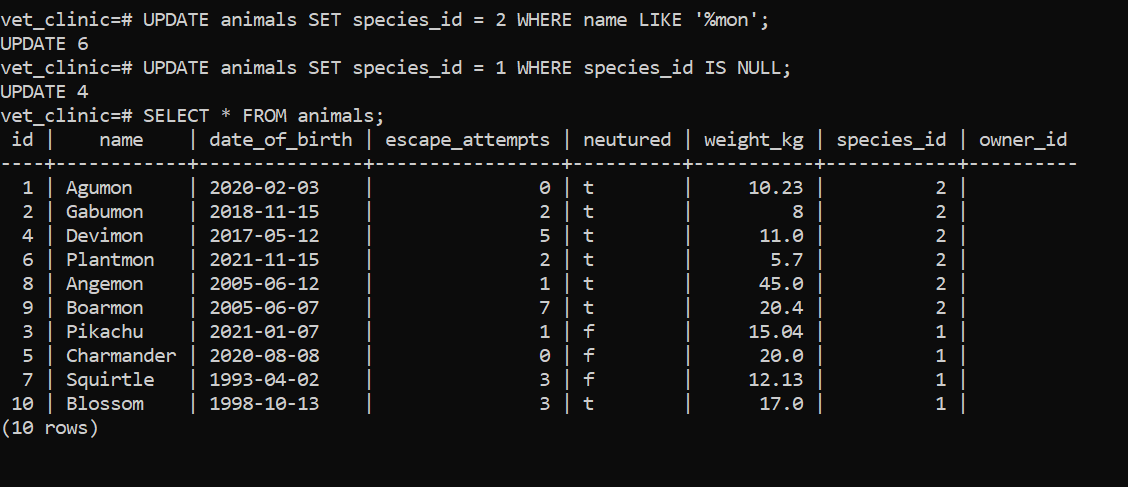 vet_clinic=# UPDATE animals SET species_id = 2 WHERE name LIKE '%mon';
UPDATE 6
vet_clinic=# UPDATE animals SET species_id = 1 WHERE species_id IS NULL;
UPDATE 4
vet_clinic=# SELECT * FROM animals;
 id |    name    | date_of_birth | escape_attempts | neutured | weight_kg | species_id | owner_id
----+------------+---------------+-----------------+----------+-----------+------------+----------
  1 | Agumon     | 2020-02-03    |               0 | t        |     10.23 |          2 |
  2 | Gabumon    | 2018-11-15    |               2 | t        |         8 |          2 |
  4 | Devimon    | 2017-05-12    |               5 | t        |      11.0 |          2 |
  6 | Plantmon   | 2021-11-15    |               2 | t        |       5.7 |          2 |
  8 | Angemon    | 2005-06-12    |               1 | t        |      45.0 |          2 |
  9 | Boarmon    | 2005-06-07    |               7 | t        |      20.4 |          2 |
  3 | Pikachu    | 2021-01-07    |               1 | f        |     15.04 |          1 |
  5 | Charmander | 2020-08-08    |               0 | f        |      20.0 |          1 |
  7 | Squirtle   | 1993-04-02    |               3 | f        |     12.13 |          1 |
 10 | Blossom    | 1998-10-13    |               3 | t        |      17.0 |          1 |
(10 rows)